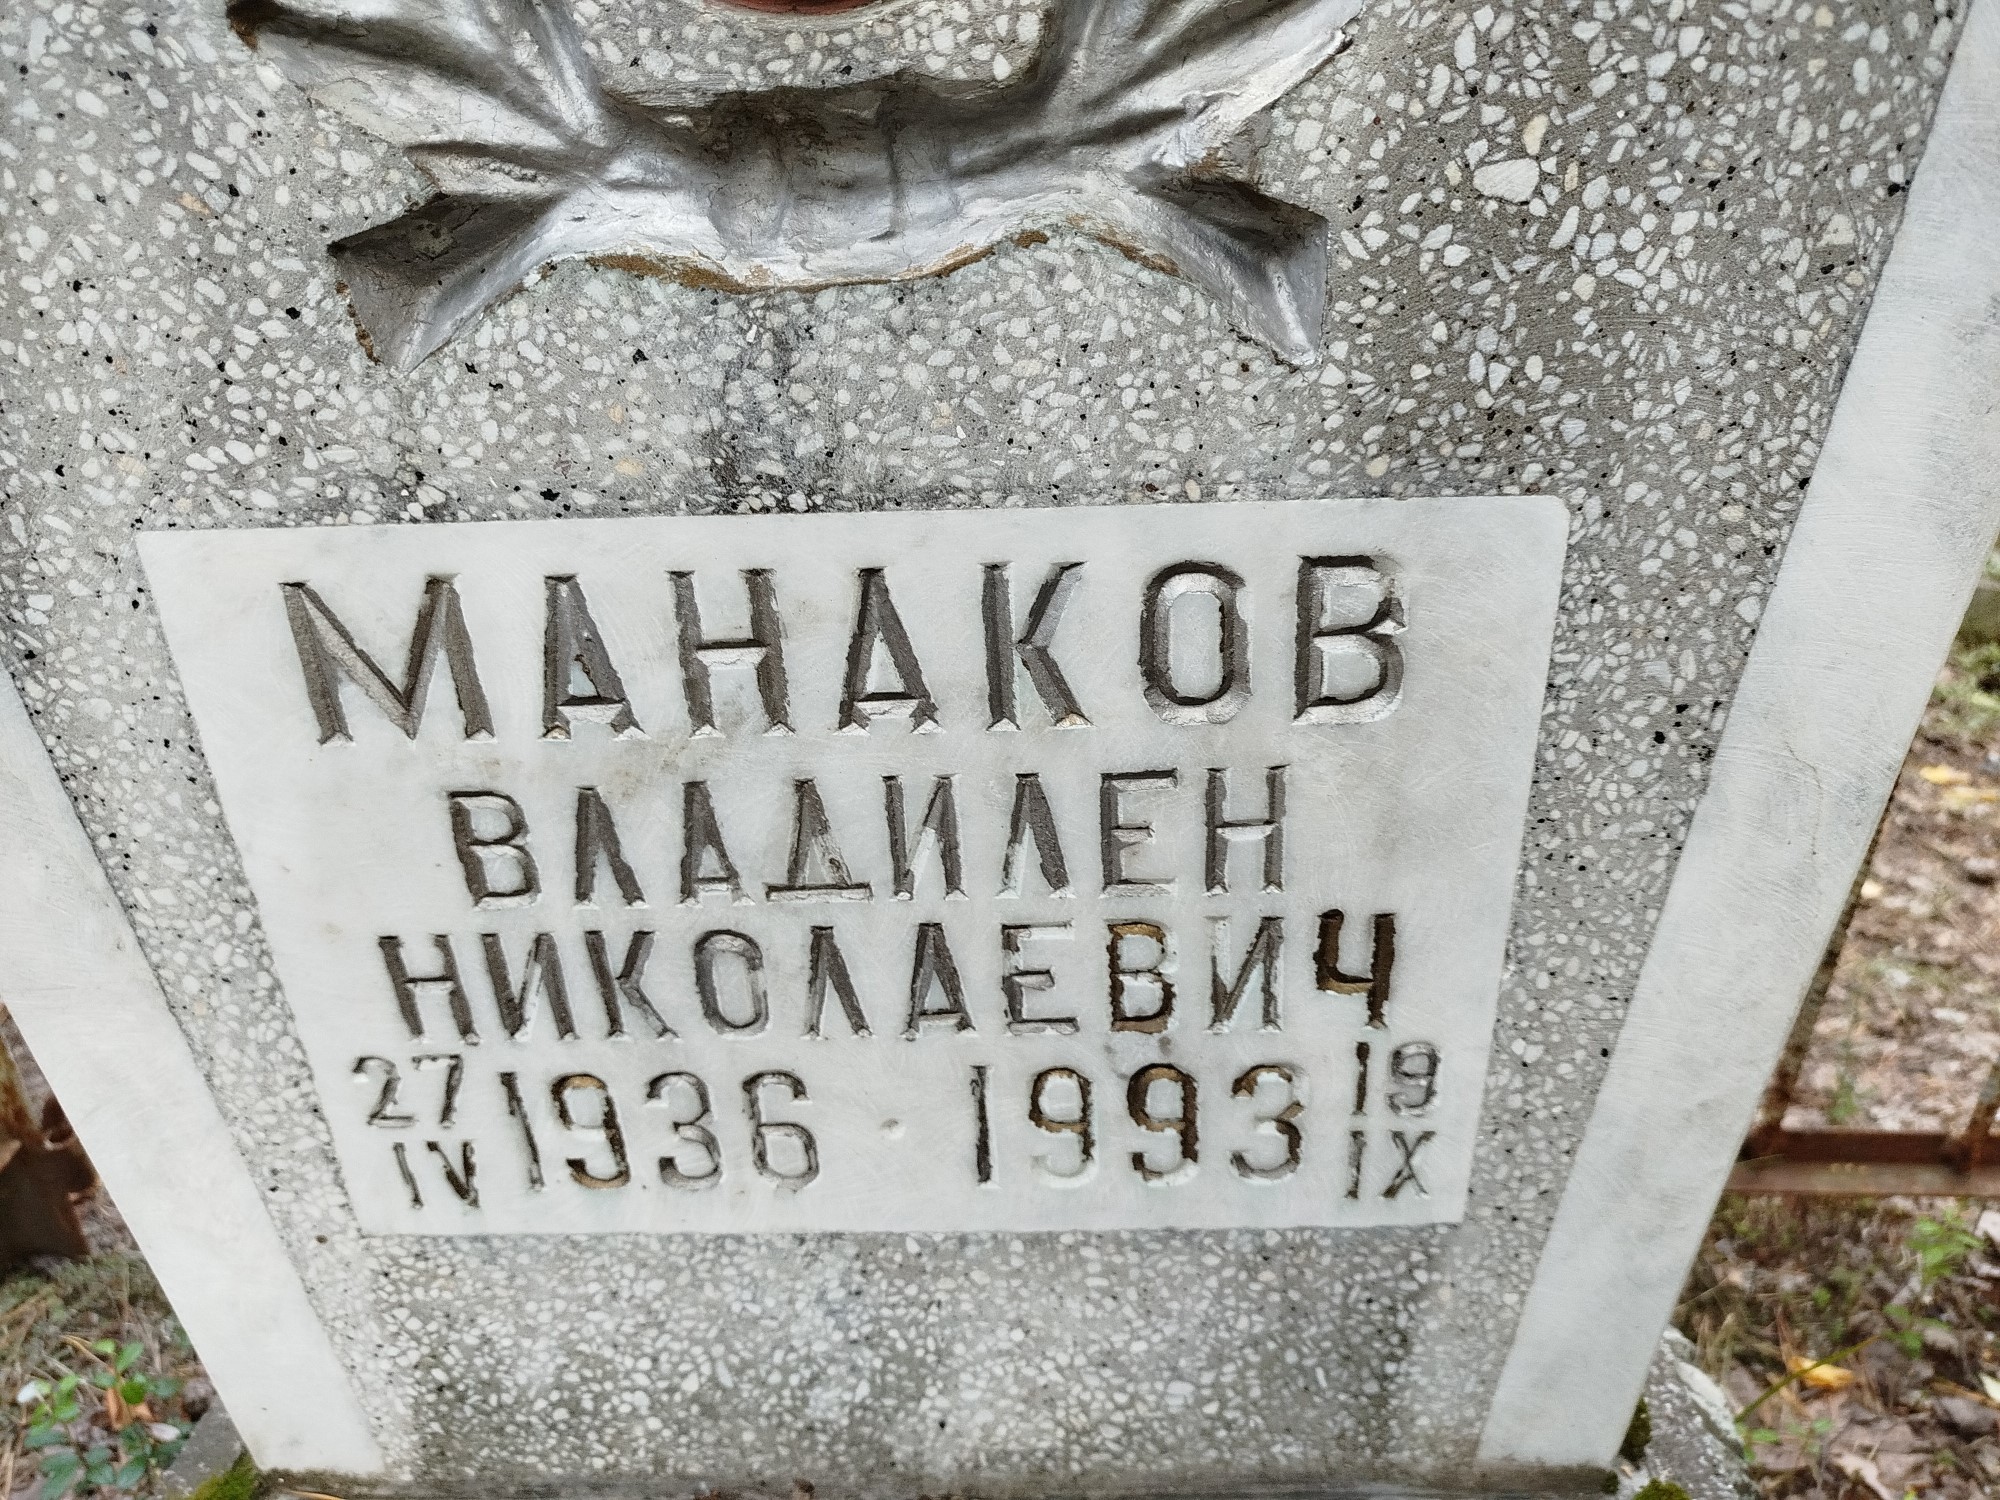 МАНАКОВ
ВЛАДИЛЕН
НИКОЛАЕВИЧ
27 IV 1936 · 1993 19 IX